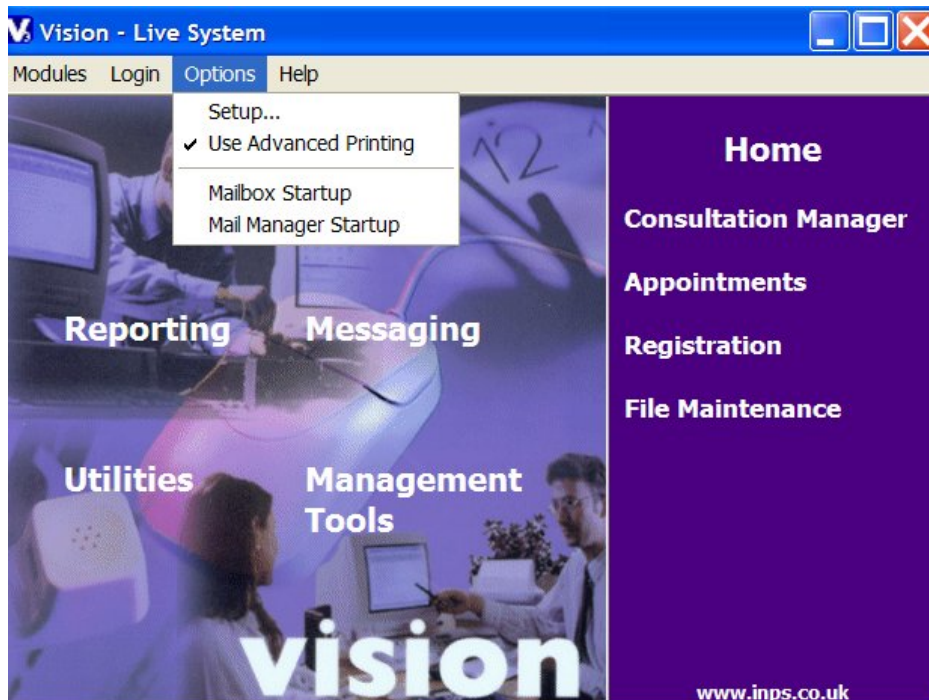 Vision - Live System
Modules Login Options Help
Setup...
✓ Use Advanced Printing
Mailbox Startup
Mail Manager Startup
12
Home
Consultation Manager
Appointments
Registration
File Maintenance
Reporting
Messaging
Utilities
Management
Tools
vision
www.inps.co.uk